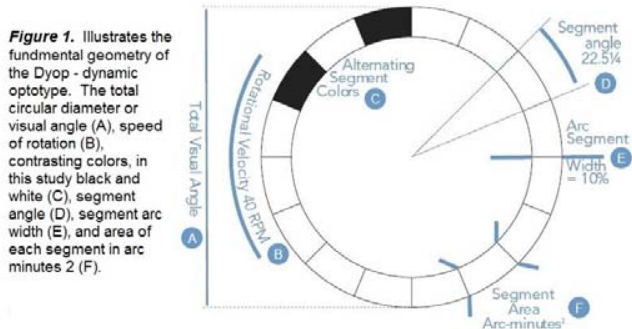 Figure 1. Illustrates the
fundmental geometry of
the Dyop - dynamic
optotype. The total
circular diameter or
visual angle (A), speed
of rotation (B),
contrasting colors, in
this study black and
white (C), segment
angle (D), segment arc
width (E), and area of
each segment in arc
minutes 2 (F).
Total Visual Angle
A
Rotational Velocity 40 RPM
B
Alternating
Segment
Colors
C
Segment
angle
22.5¼
D
Arc
Segment
E
Width
= 10%
Segment
Area
Arc-minutes²
F